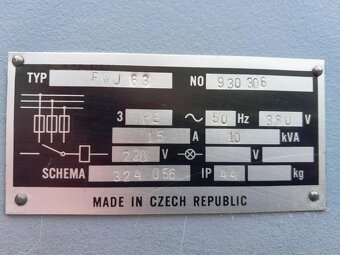 TYP FWJ 63 NO 930 306
3 PE ~ 50 Hz 380 V
15 A 10 kVA
220 V V
SCHEMA 324 056 IP 44 kg
MADE IN CZECH REPUBLIC